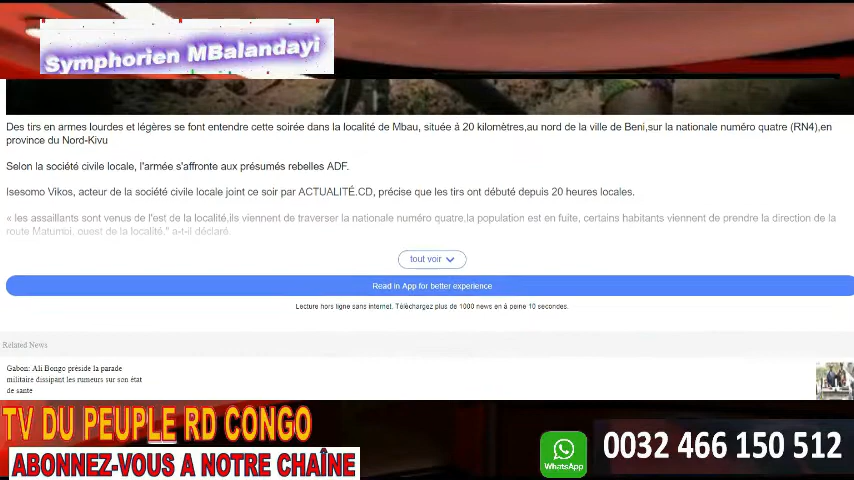 Symphorien MBalandayi
Des tirs en armes lourdes et légères se font entendre cette soirée dans la localité de Mbau, située à 20 kilomètres,au nord de la ville de Beni,sur la nationale numéro quatre (RN4),en
province du Nord-Kivu
Selon la société civile locale, l'armée s'affronte aux présumés rebelles ADF.
Isesomo Vikos, acteur de la société civile locale joint ce soir par ACTUALITÉ.CD, précise que les tirs ont débuté depuis 20 heures locales.
« les assaillants sont venus de l'est de la localité,ils viennent de traverser la nationale numéro quatre,la population est en fuite, certains habitants viennent de prendre la direction de la
route Matumbi, ouest de la localité." a-t-il déclaré
tout voir
Read in App for better experience
Lecture hors ligne sans internet. Téléchargez plus de 1000 news en à peine 10 secondes.
Related News
Gabon: Ali Bongo préside la parade
militaire dissipant les rumeurs sur son état
de sante
TV DU PEUPLE RD CONGO
ABONNEZ-VOUS A NOTRE CHAÎNE
WhatsApp
0032 466 150 512